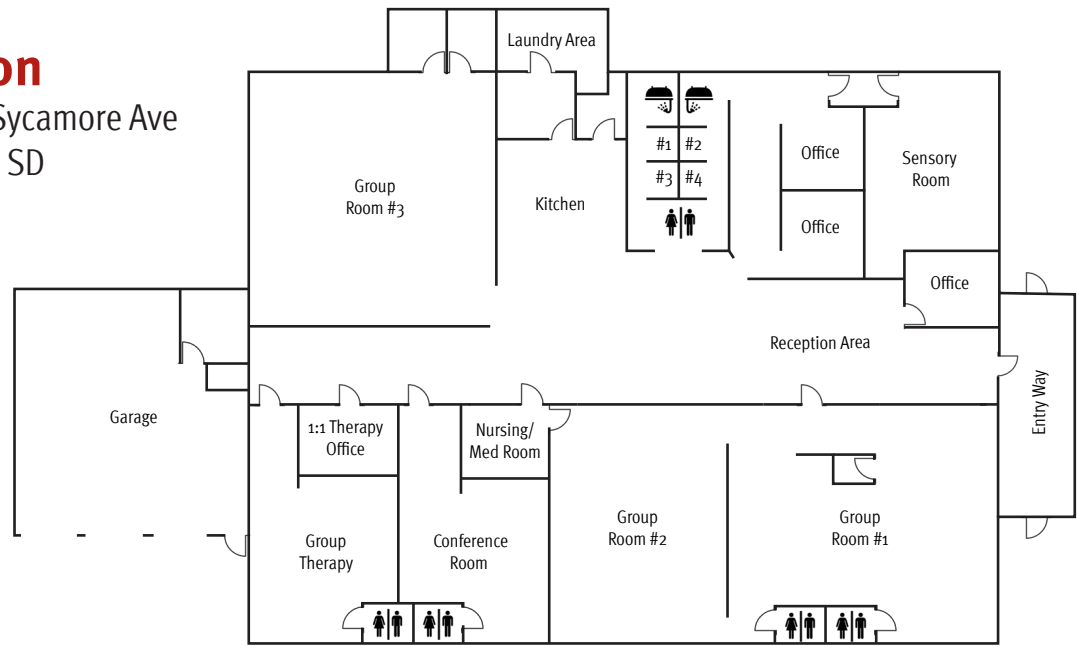 on
Sycamore Ave
SD
Laundry Area
#1
#2
#3
#4
Office
Sensory
Room
Group
Room #3
Kitchen
Office
Office
Reception Area
Entry Way
Garage
1:1 Therapy
Office
Nursing/
Med Room
Group
Therapy
Conference
Room
Group
Room #2
Group
Room #1